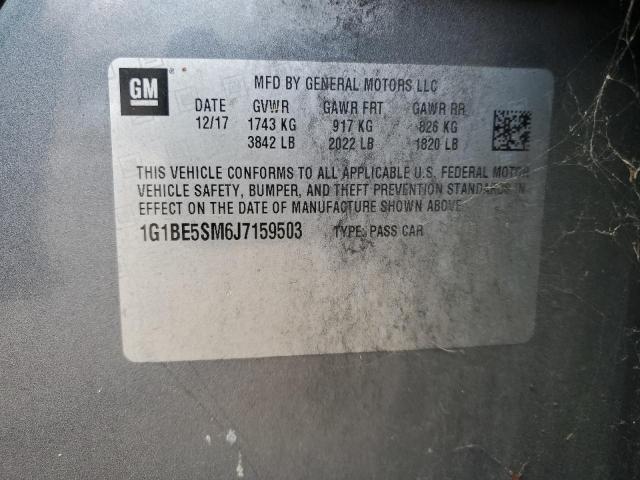 GM
®
MFD BY GENERAL MOTORS LLC
DATE GVWR GAWR FRT GAWR RR
12/17 1743 KG 917 KG 826 KG
3842 LB 2022 LB 1820 LB
THIS VEHICLE CONFORMS TO ALL APPLICABLE U.S. FEDERAL MOTOR
VEHICLE SAFETY, BUMPER, AND THEFT PREVENTION STANDARDS IN
EFFECT ON THE DATE OF MANUFACTURE SHOWN ABOVE.
1G1BE5SM6J7159503 TYPE: PASS CAR